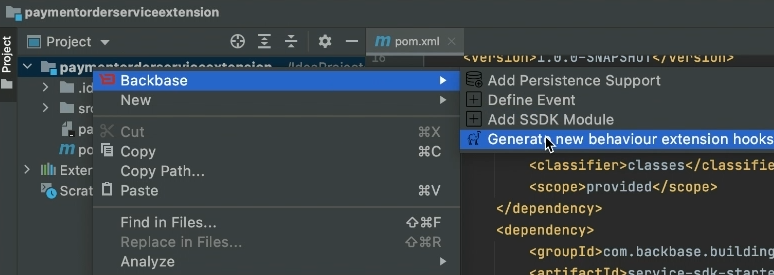 paymentorderserviceextension
Project
Project
pom.xml
paymentorderserviceextension
Backbase
New
Cut ⌘X
Copy ⌘C
Copy Path...
Paste ⌘V
Find in Files... ⇧⌘F
Replace in Files... ⇧⌘R
Analyze
Add Persistence Support
Define Event
Add SSDK Module
Generate new behaviour extension hooks
.id
src
pa
po
Exter
Scrat
<version>1.0.0-SNAPSHOT</version>
<classifier>classes</classifie
<scope>provided</scope>
</dependency>
<dependency>
<groupId>com.backbase.building
<artifactId>service-sdk-starte